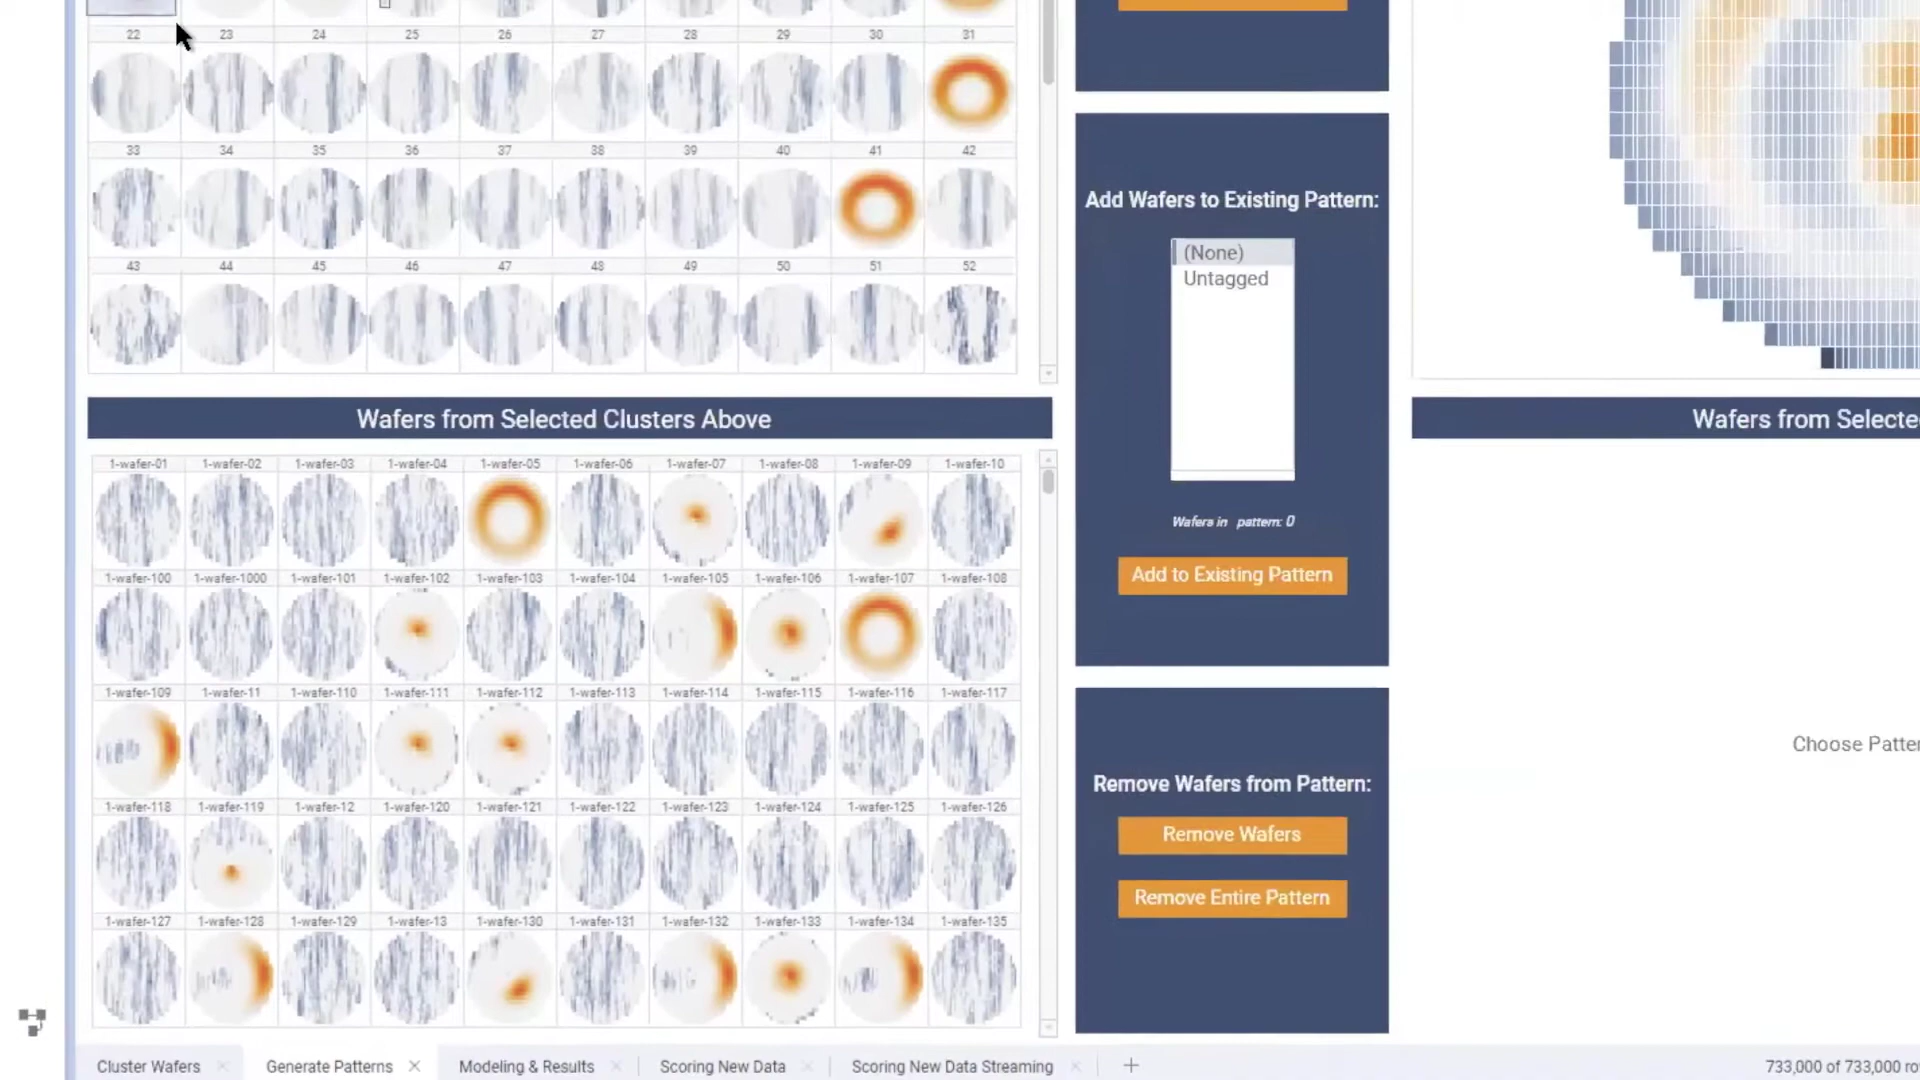 22 23 24 25 26 27 28 29 30 31
33 34 35 36 37 38 39 40 41 42
43 44 45 46 47 48 49 50 51 52
Wafers from Selected Clusters Above
1-wafer-01 1-wafer-02 1-wafer-03 1-wafer-04 1-wafer-05 1-wafer-06 1-wafer-07 1-wafer-08 1-wafer-09 1-wafer-10
1-wafer-100 1-wafer-1000 1-wafer-101 1-wafer-102 1-wafer-103 1-wafer-104 1-wafer-105 1-wafer-106 1-wafer-107 1-wafer-108
1-wafer-109 1-wafer-11 1-wafer-110 1-wafer-111 1-wafer-112 1-wafer-113 1-wafer-114 1-wafer-115 1-wafer-116 1-wafer-117
1-wafer-118 1-wafer-119 1-wafer-12 1-wafer-120 1-wafer-121 1-wafer-122 1-wafer-123 1-wafer-124 1-wafer-125 1-wafer-126
1-wafer-127 1-wafer-128 1-wafer-129 1-wafer-13 1-wafer-130 1-wafer-131 1-wafer-132 1-wafer-133 1-wafer-134 1-wafer-135
Add Wafers to Existing Pattern:
(None)
Untagged
Wafers in pattern: 0
Add to Existing Pattern
Remove Wafers from Pattern:
Remove Wafers
Remove Entire Pattern
Wafers from Selecte
Choose Patter
Cluster Wafers Generate Patterns Modeling & Results Scoring New Data Scoring New Data Streaming
733,000 of 733,000 ro